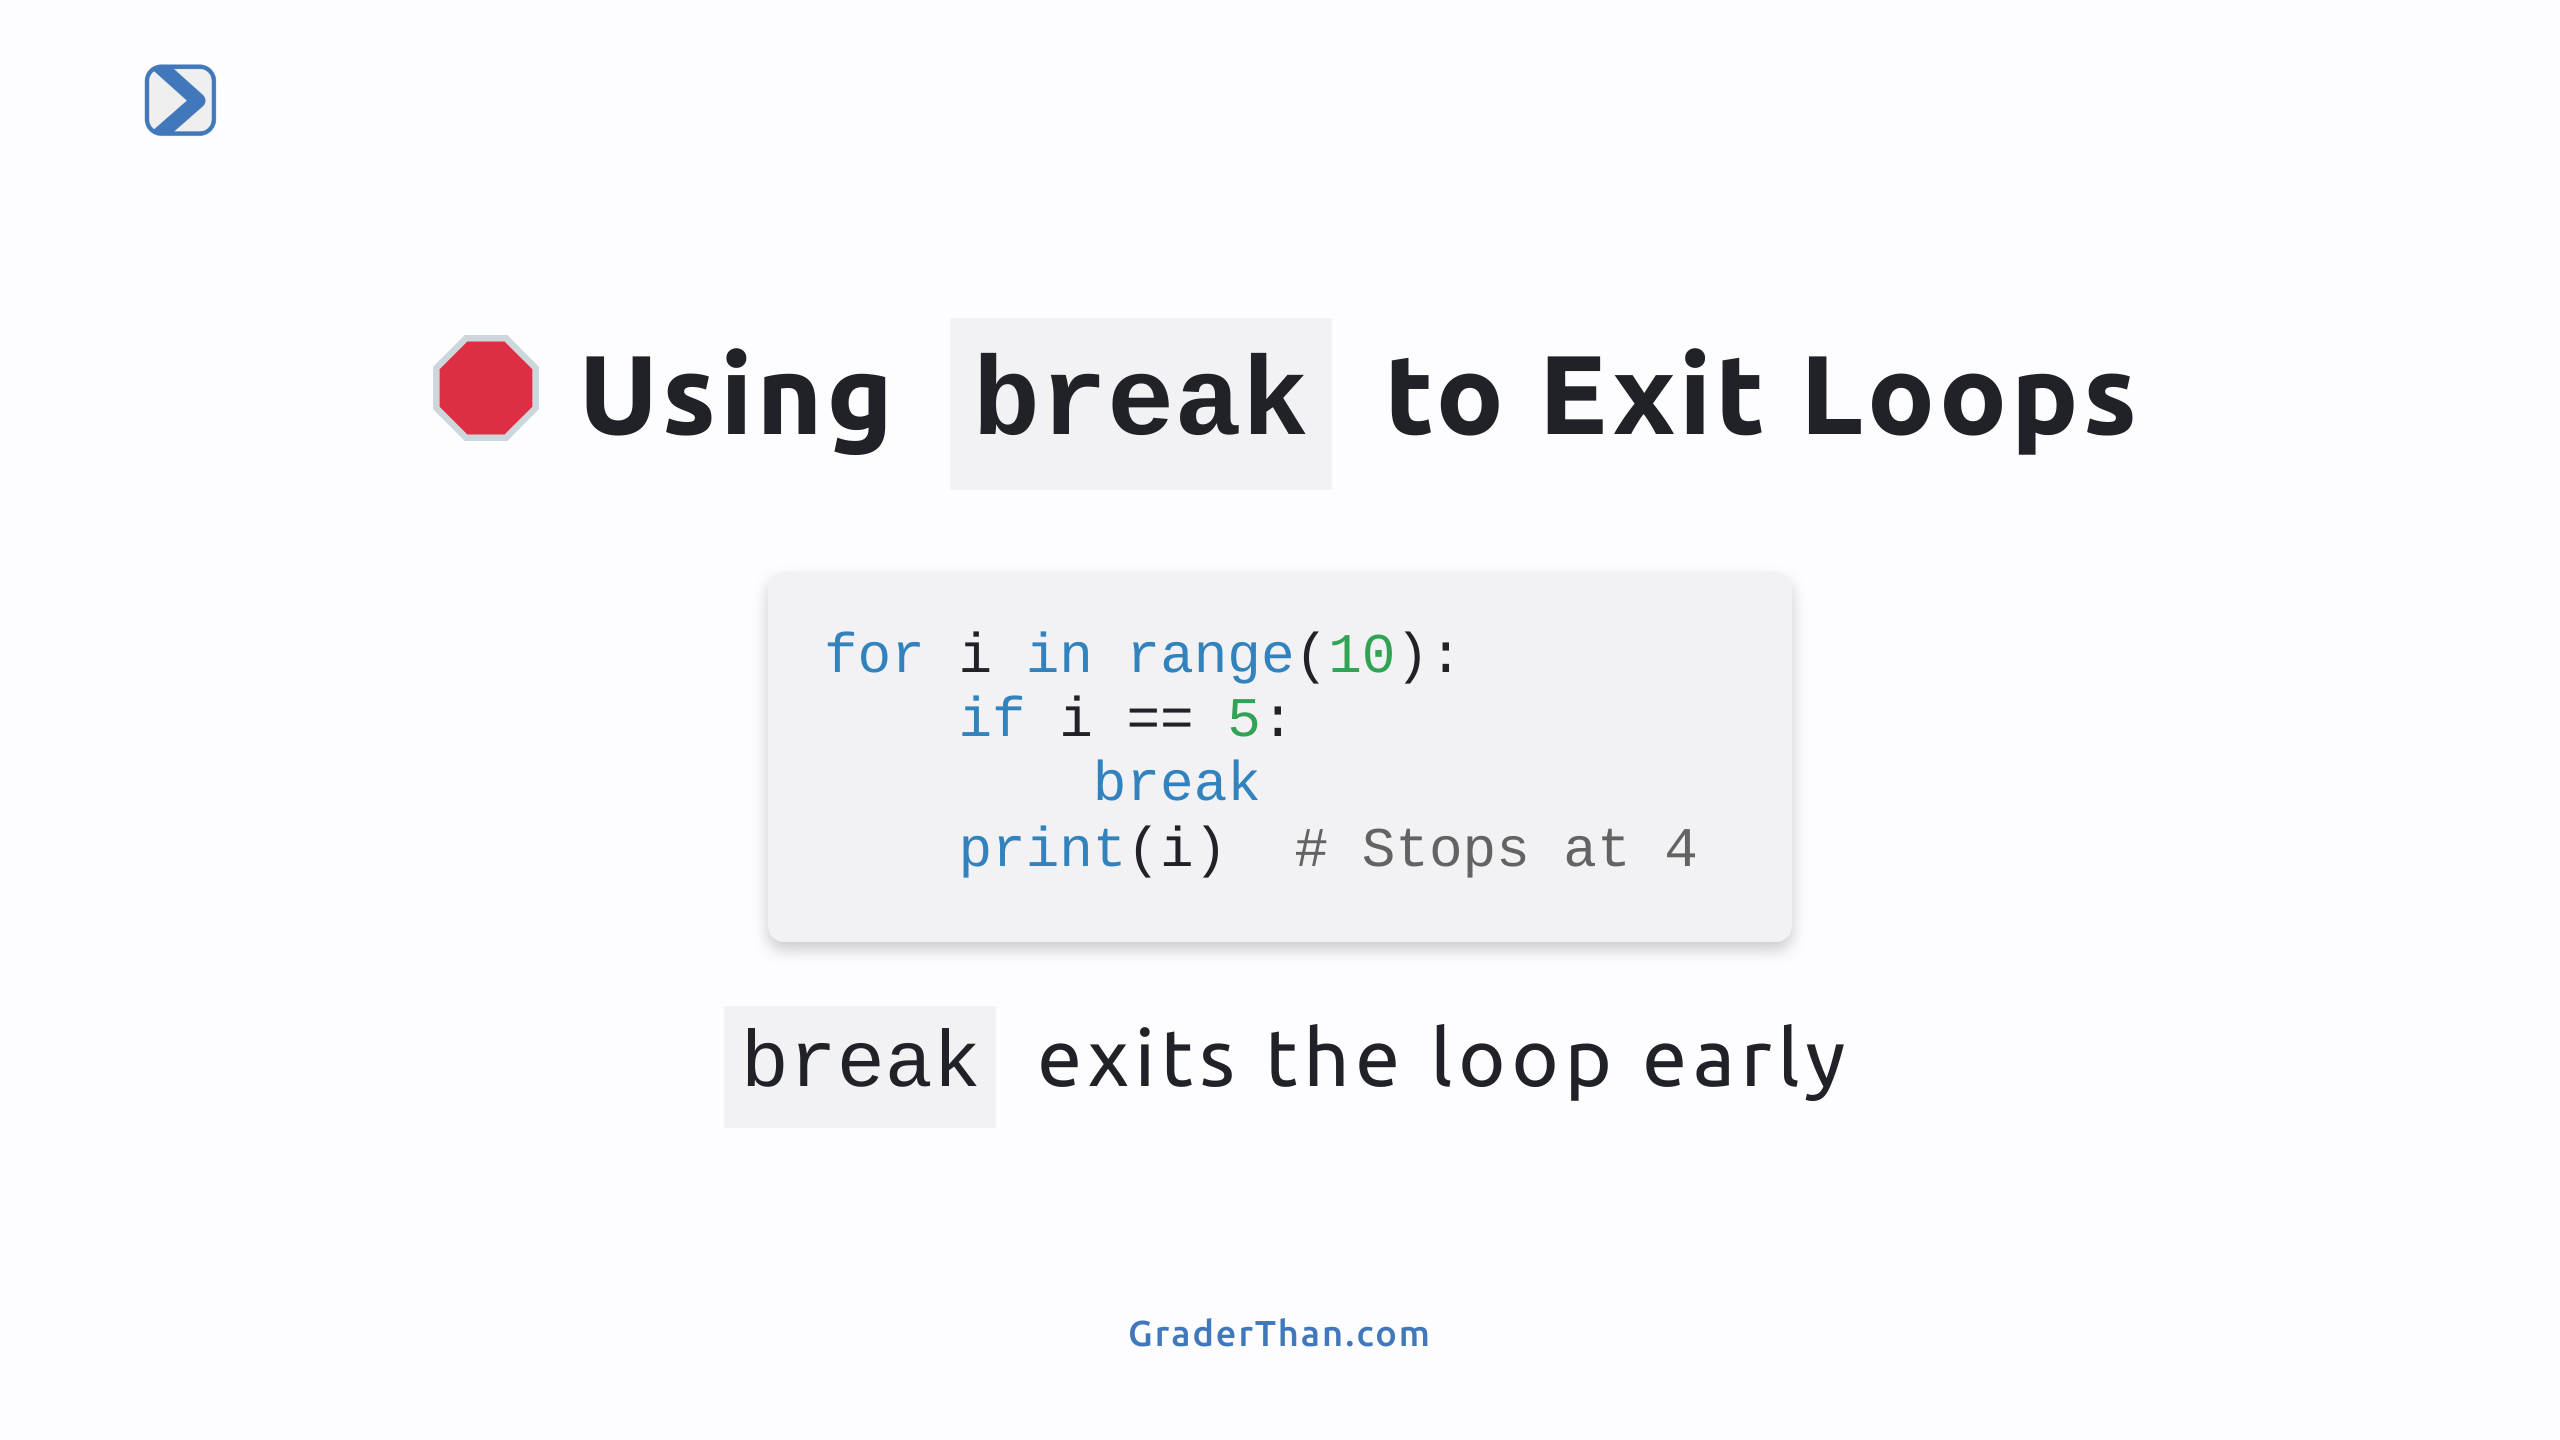 Using break to Exit Loops
for i in range(10):
    if i == 5:
        break
    print(i)  # Stops at 4
break exits the loop early
GraderThan.com